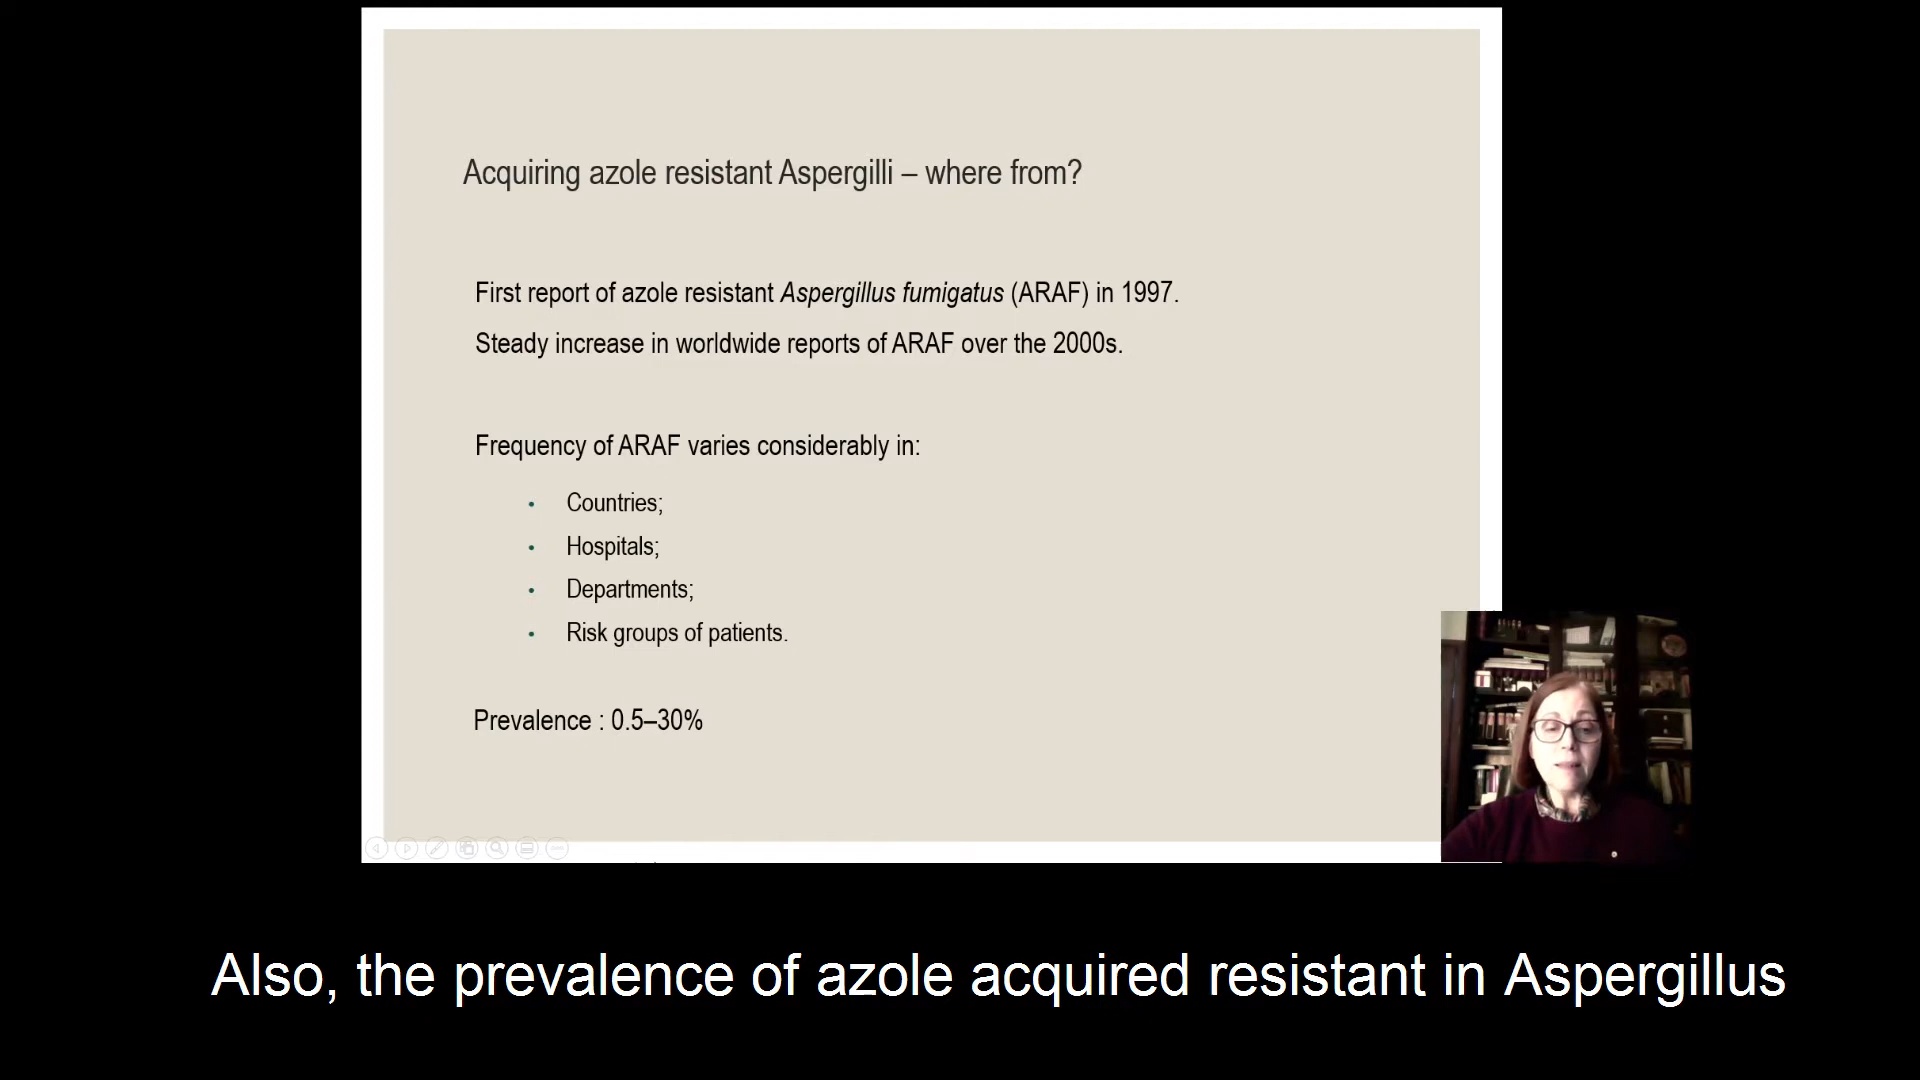 Acquiring azole resistant Aspergilli – where from?
First report of azole resistant Aspergillus fumigatus (ARAF) in 1997.
Steady increase in worldwide reports of ARAF over the 2000s.
Frequency of ARAF varies considerably in:
• Countries;
• Hospitals;
• Departments;
• Risk groups of patients.
Prevalence : 0.5–30%
Also, the prevalence of azole acquired resistant in Aspergillus